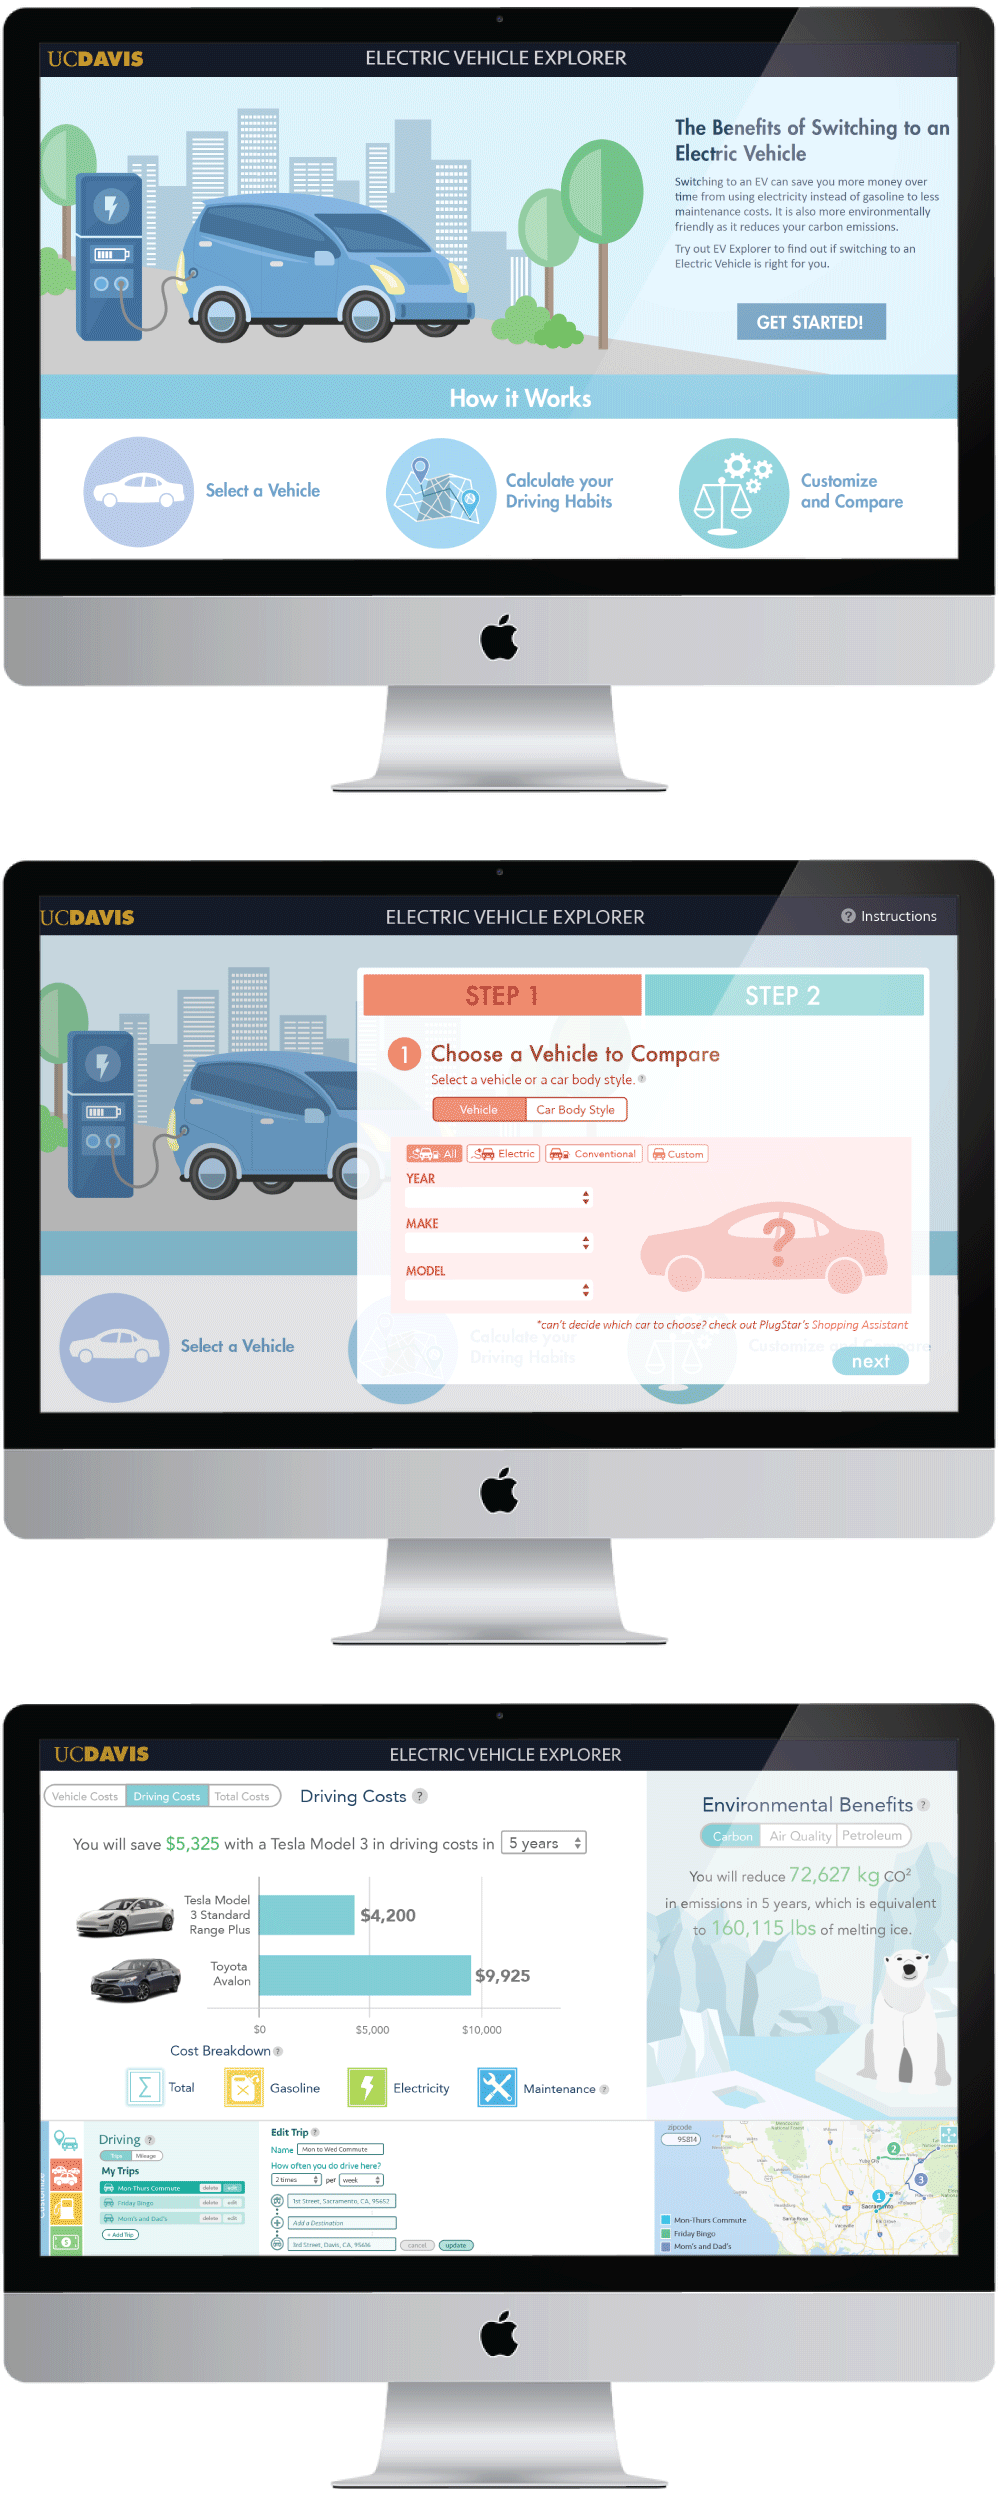 UCDAVIS
ELECTRIC VEHICLE EXPLORER
The Benefits of Switching to an
Electric Vehicle
Switching to an EV can save you more money over
time from using electricity instead of gasoline to less
maintenance costs. It is also more environmentally
friendly as it reduces your carbon emissions.
Try out EV Explorer to find out if switching to an
Electric Vehicle is right for you.
GET STARTED!
How it Works
Select a Vehicle
Calculate your
Driving Habits
Customize
and Compare
UCDAVIS
ELECTRIC VEHICLE EXPLORER
? Instructions
STEP 1
STEP 2
1 Choose a Vehicle to Compare
Select a vehicle or a car body style. ?
Vehicle
Car Body Style
All
Electric
Conventional
Custom
YEAR
MAKE
MODEL
?
*can't decide which car to choose? check out PlugStar's Shopping Assistant
Select a Vehicle
Calculate your
Driving Habits
Customize and Compare
next
UCDAVIS
ELECTRIC VEHICLE EXPLORER
Vehicle Costs
Driving Costs
Total Costs
Driving Costs ?
You will save $5,325 with a Tesla Model 3 in driving costs in 5 years
Tesla Model
3 Standard
Range Plus
$4,200
Toyota
Avalon
$9,925
$0
$5,000
$10,000
Cost Breakdown ?
Σ Total
Gasoline
Electricity
Maintenance ?
Environmental Benefits ?
Carbon
Air Quality
Petroleum
You will reduce 72,627 kg CO²
in emissions in 5 years, which is equivalent
to 160,115 lbs of melting ice.
Customize
Driving ?
Trips
Mileage
My Trips
Mon-Thurs Commute
delete
edit
Friday Bingo
Mom's and Dad's
delete
edit
+ Add Trip
Edit Trip ?
Name Mon to Wed Commute
How often you do drive here?
2 times per week
1st Street, Sacramento, CA, 95652
Add a Destination
3rd Street, Davis, CA, 95616
cancel
update
zipcode
95814
2
3
1
Sacramento
Santa Rosa
Vacaville
Elk Grove
Yuba City
Mon-Thurs Commute
Friday Bingo
Mom's and Dad's